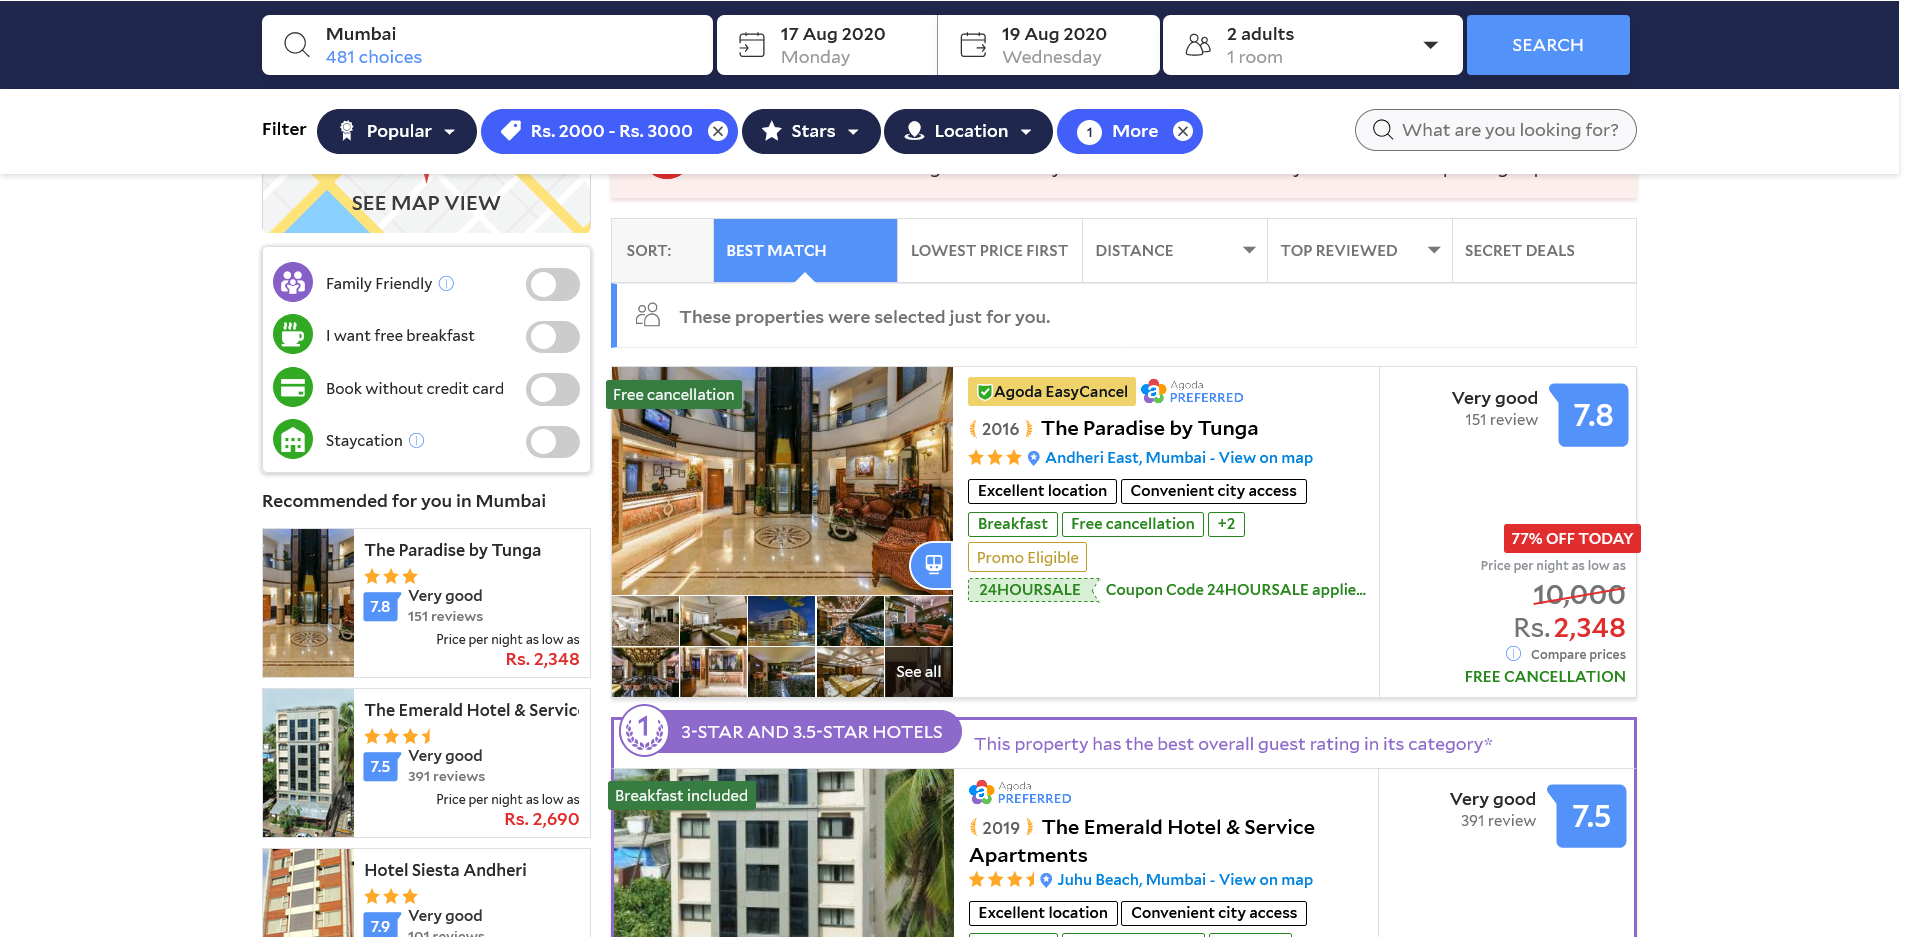 Mumbai
481 choices
17 Aug 2020
Monday
19 Aug 2020
Wednesday
2 adults
1 room
SEARCH
Filter
Popular
Rs. 2000 - Rs. 3000
Stars
Location
1 More
What are you looking for?
SEE MAP VIEW
Family Friendly
I want free breakfast
Book without credit card
Staycation
Recommended for you in Mumbai
The Paradise by Tunga
7.8
Very good
151 reviews
Price per night as low as
Rs. 2,348
The Emerald Hotel & Servic
7.5
Very good
391 reviews
Price per night as low as
Rs. 2,690
Hotel Siesta Andheri
7.9
Very good
101 reviews
SORT:
BEST MATCH
LOWEST PRICE FIRST
DISTANCE
TOP REVIEWED
SECRET DEALS
These properties were selected just for you.
Free cancellation
See all
Agoda EasyCancel
Agoda
PREFERRED
2016 The Paradise by Tunga
Andheri East, Mumbai - View on map
Excellent location
Convenient city access
Breakfast
Free cancellation
+2
Promo Eligible
24HOURSALE
Coupon Code 24HOURSALE applie...
Very good
151 review
7.8
77% OFF TODAY
Price per night as low as
10,000
Rs. 2,348
Compare prices
FREE CANCELLATION
1
3-STAR AND 3.5-STAR HOTELS
This property has the best overall guest rating in its category*
Breakfast included
Agoda
PREFERRED
2019 The Emerald Hotel & Service
Apartments
Juhu Beach, Mumbai - View on map
Excellent location
Convenient city access
Very good
391 review
7.5